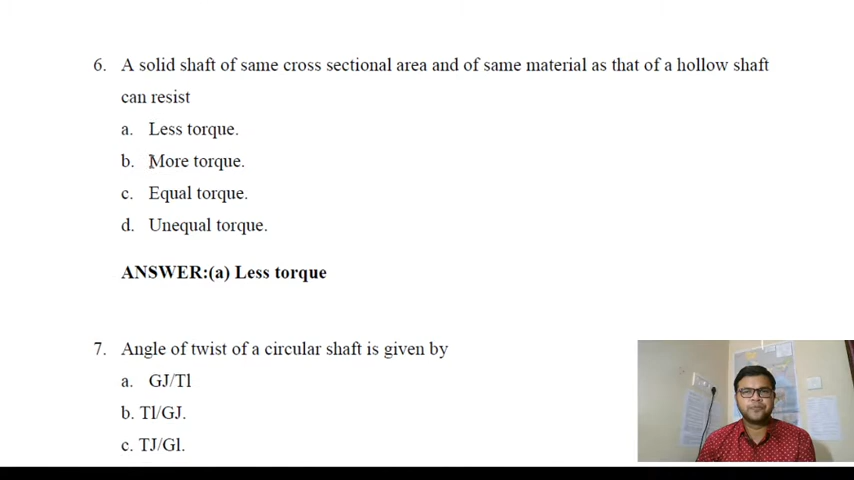 6. A solid shaft of same cross sectional area and of same material as that of a hollow shaft
can resist
a. Less torque.
b. More torque.
c. Equal torque.
d. Unequal torque.
ANSWER:(a) Less torque
7. Angle of twist of a circular shaft is given by
a. GJ/Tl
b. Tl/GJ.
c. TJ/Gl.